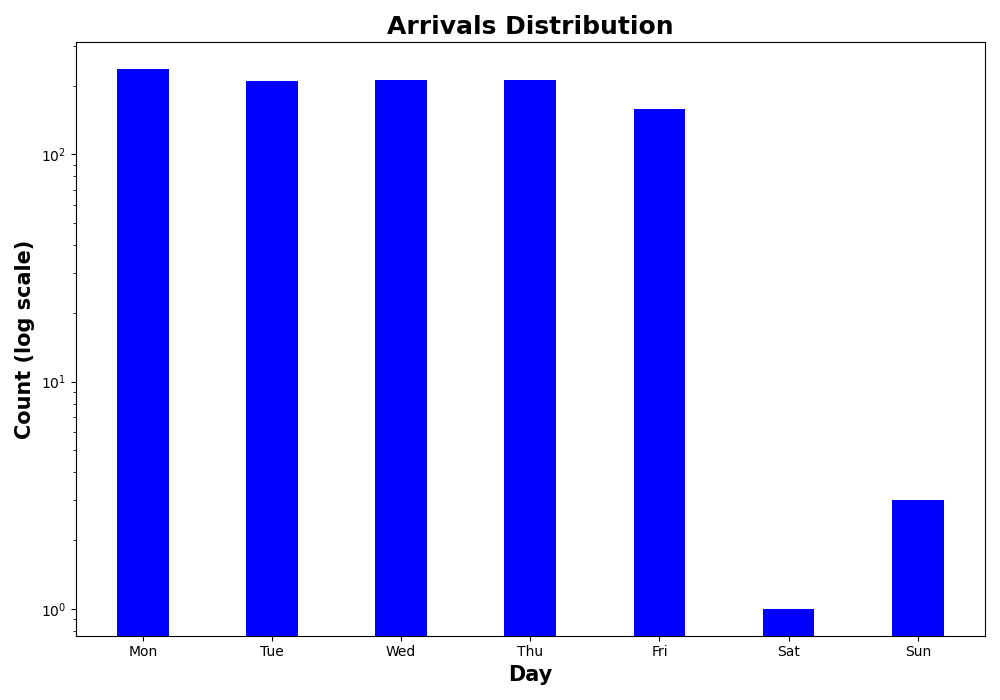 Arrivals Distribution
Count (log scale)
10²
10¹
10⁰
Mon Tue Wed Thu Fri Sat Sun
Day